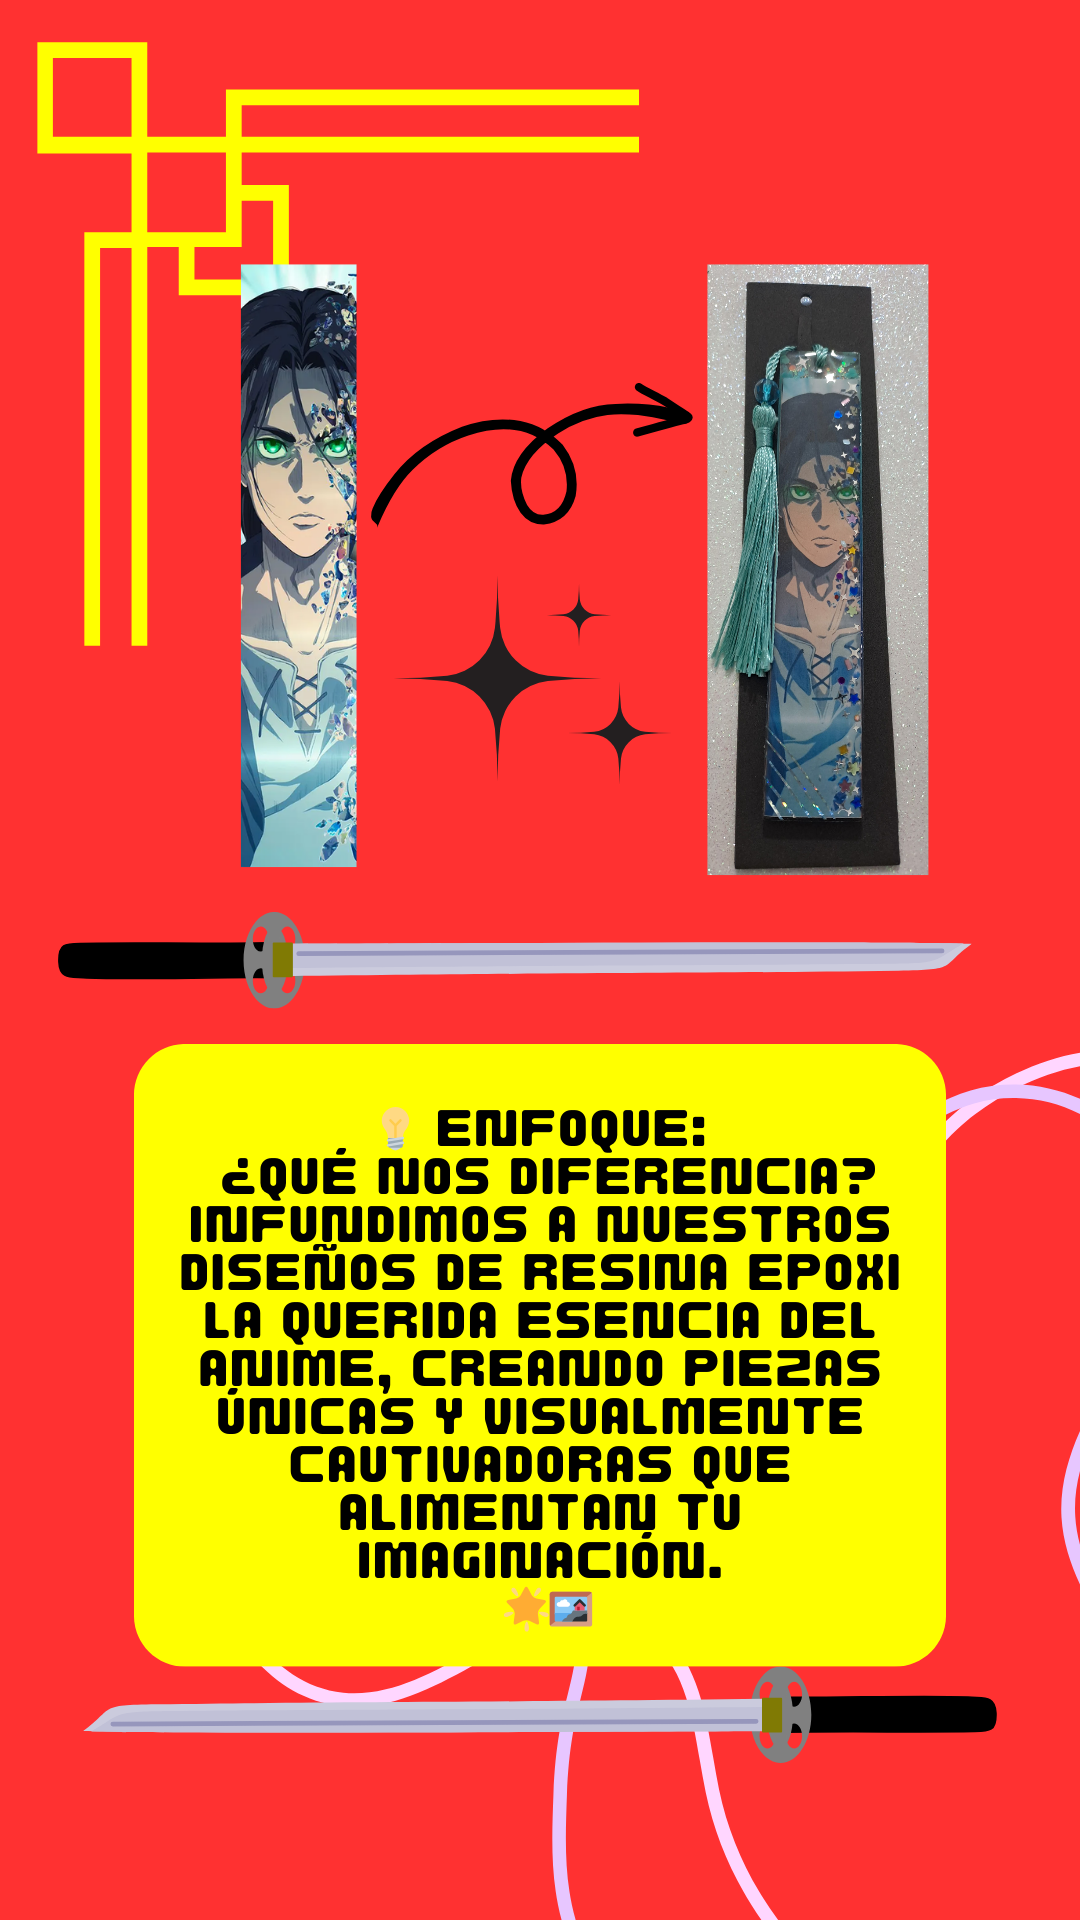 💡 ENFOQUE:
¿QUÉ NOS DIFERENCIA?
INFUNDIMOS A NUESTROS
DISEÑOS DE RESINA EPOXI
LA QUERIDA ESENCIA DEL
ANIME, CREANDO PIEZAS
ÚNICAS Y VISUALMENTE
CAUTIVADORAS QUE
ALIMENTAN TU
IMAGINACIÓN.
🌟🖼️